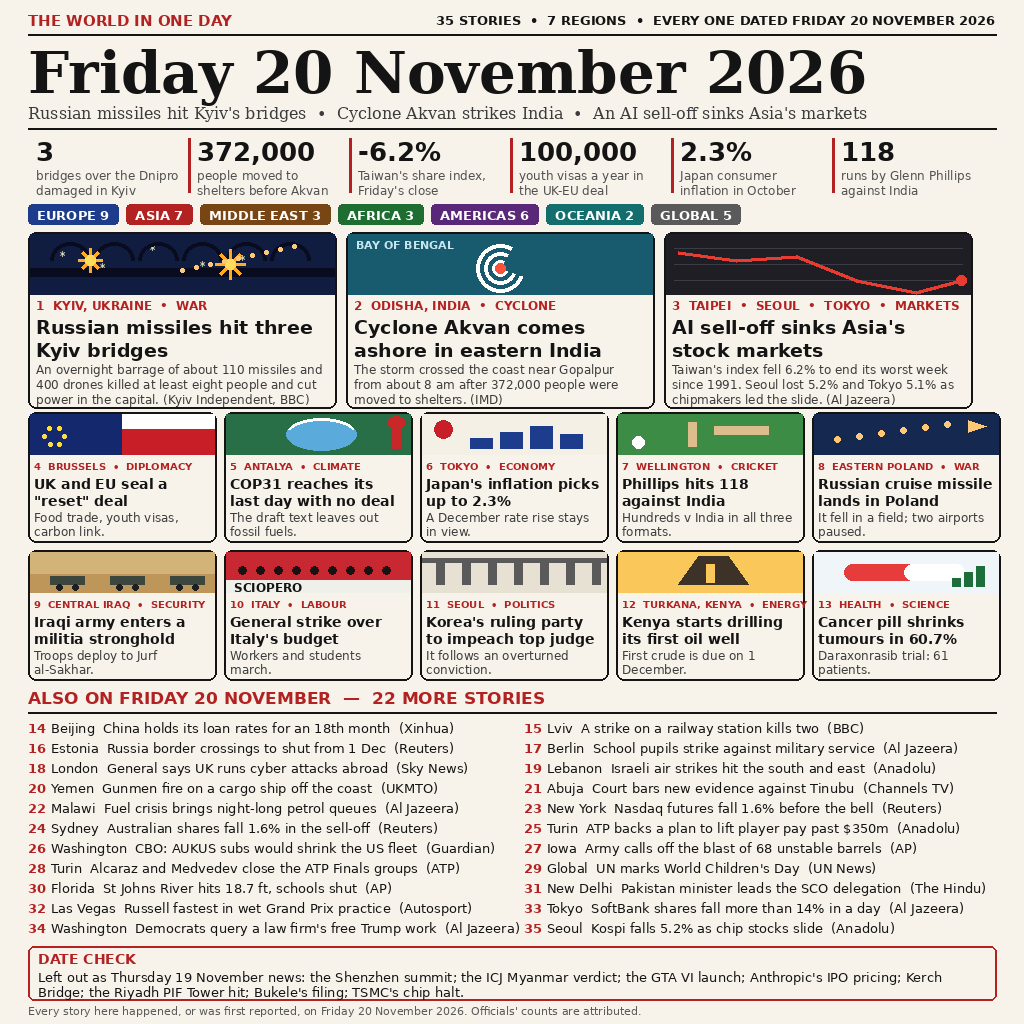 THE WORLD IN ONE DAY
35 STORIES • 7 REGIONS • EVERY ONE DATED FRIDAY 20 NOVEMBER 2026
Friday 20 November 2026
Russian missiles hit Kyiv's bridges • Cyclone Akvan strikes India • An AI sell-off sinks Asia's markets
3
bridges over the Dnipro
damaged in Kyiv
372,000
people moved to
shelters before Akvan
-6.2%
Taiwan's share index,
Friday's close
100,000
youth visas a year in
the UK-EU deal
2.3%
Japan consumer
inflation in October
118
runs by Glenn Phillips
against India
EUROPE 9
ASIA 7
MIDDLE EAST 3
AFRICA 3
AMERICAS 6
OCEANIA 2
GLOBAL 5
1 KYIV, UKRAINE • WAR
Russian missiles hit three
Kyiv bridges
An overnight barrage of about 110 missiles and
400 drones killed at least eight people and cut
power in the capital. (Kyiv Independent, BBC)
BAY OF BENGAL
2 ODISHA, INDIA • CYCLONE
Cyclone Akvan comes
ashore in eastern India
The storm crossed the coast near Gopalpur
from about 8 am after 372,000 people were
moved to shelters. (IMD)
3 TAIPEI • SEOUL • TOKYO • MARKETS
AI sell-off sinks Asia's
stock markets
Taiwan's index fell 6.2% to end its worst week
since 1991. Seoul lost 5.2% and Tokyo 5.1% as
chipmakers led the slide. (Al Jazeera)
4 BRUSSELS • DIPLOMACY
UK and EU seal a
"reset" deal
Food trade, youth visas,
carbon link.
5 ANTALYA • CLIMATE
COP31 reaches its
last day with no deal
The draft text leaves out
fossil fuels.
6 TOKYO • ECONOMY
Japan's inflation picks
up to 2.3%
A December rate rise stays
in view.
7 WELLINGTON • CRICKET
Phillips hits 118
against India
Hundreds v India in all three
formats.
8 EASTERN POLAND • WAR
Russian cruise missile
lands in Poland
It fell in a field; two airports
paused.
9 CENTRAL IRAQ • SECURITY
Iraqi army enters a
militia stronghold
Troops deploy to Jurf
al-Sakhar.
SCIOPERO
10 ITALY • LABOUR
General strike over
Italy's budget
Workers and students
march.
11 SEOUL • POLITICS
Korea's ruling party
to impeach top judge
It follows an overturned
conviction.
12 TURKANA, KENYA • ENERGY
Kenya starts drilling
its first oil well
First crude is due on 1
December.
13 HEALTH • SCIENCE
Cancer pill shrinks
tumours in 60.7%
Daraxonrasib trial: 61
patients.
ALSO ON FRIDAY 20 NOVEMBER — 22 MORE STORIES
14 Beijing China holds its loan rates for an 18th month (Xinhua)
15 Lviv A strike on a railway station kills two (BBC)
16 Estonia Russia border crossings to shut from 1 Dec (Reuters)
17 Berlin School pupils strike against military service (Al Jazeera)
18 London General says UK runs cyber attacks abroad (Sky News)
19 Lebanon Israeli air strikes hit the south and east (Anadolu)
20 Yemen Gunmen fire on a cargo ship off the coast (UKMTO)
21 Abuja Court bars new evidence against Tinubu (Channels TV)
22 Malawi Fuel crisis brings night-long petrol queues (Al Jazeera)
23 New York Nasdaq futures fall 1.6% before the bell (Reuters)
24 Sydney Australian shares fall 1.6% in the sell-off (Reuters)
25 Turin ATP backs a plan to lift player pay past $350m (Anadolu)
26 Washington CBO: AUKUS subs would shrink the US fleet (Guardian)
27 Iowa Army calls off the blast of 68 unstable barrels (AP)
28 Turin Alcaraz and Medvedev close the ATP Finals groups (ATP)
29 Global UN marks World Children's Day (UN News)
30 Florida St Johns River hits 18.7 ft, schools shut (AP)
31 New Delhi Pakistan minister leads the SCO delegation (The Hindu)
32 Las Vegas Russell fastest in wet Grand Prix practice (Autosport)
33 Tokyo SoftBank shares fall more than 14% in a day (Al Jazeera)
34 Washington Democrats query a law firm's free Trump work (Al Jazeera)
35 Seoul Kospi falls 5.2% as chip stocks slide (Anadolu)
DATE CHECK
Left out as Thursday 19 November news: the Shenzhen summit; the ICJ Myanmar verdict; the GTA VI launch; Anthropic's IPO pricing; Kerch
Bridge; the Riyadh PIF Tower hit; Bukele's filing; TSMC's chip halt.
Every story here happened, or was first reported, on Friday 20 November 2026. Officials' counts are attributed.